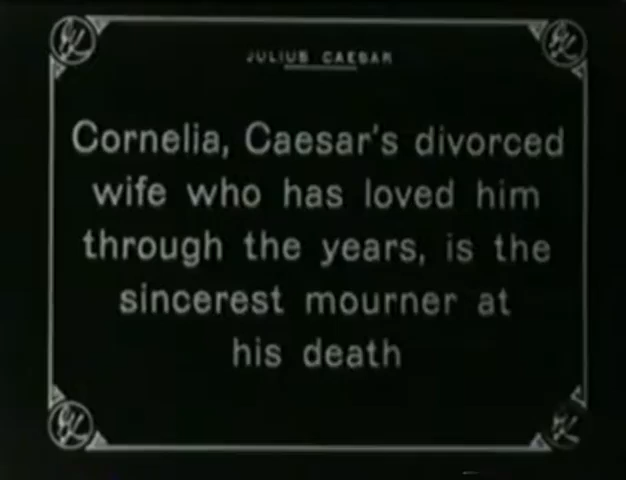 JULIUS CAESAR
Cornelia, Caesar's divorced
wife who has loved him
through the years, is the
sincerest mourner at
his death